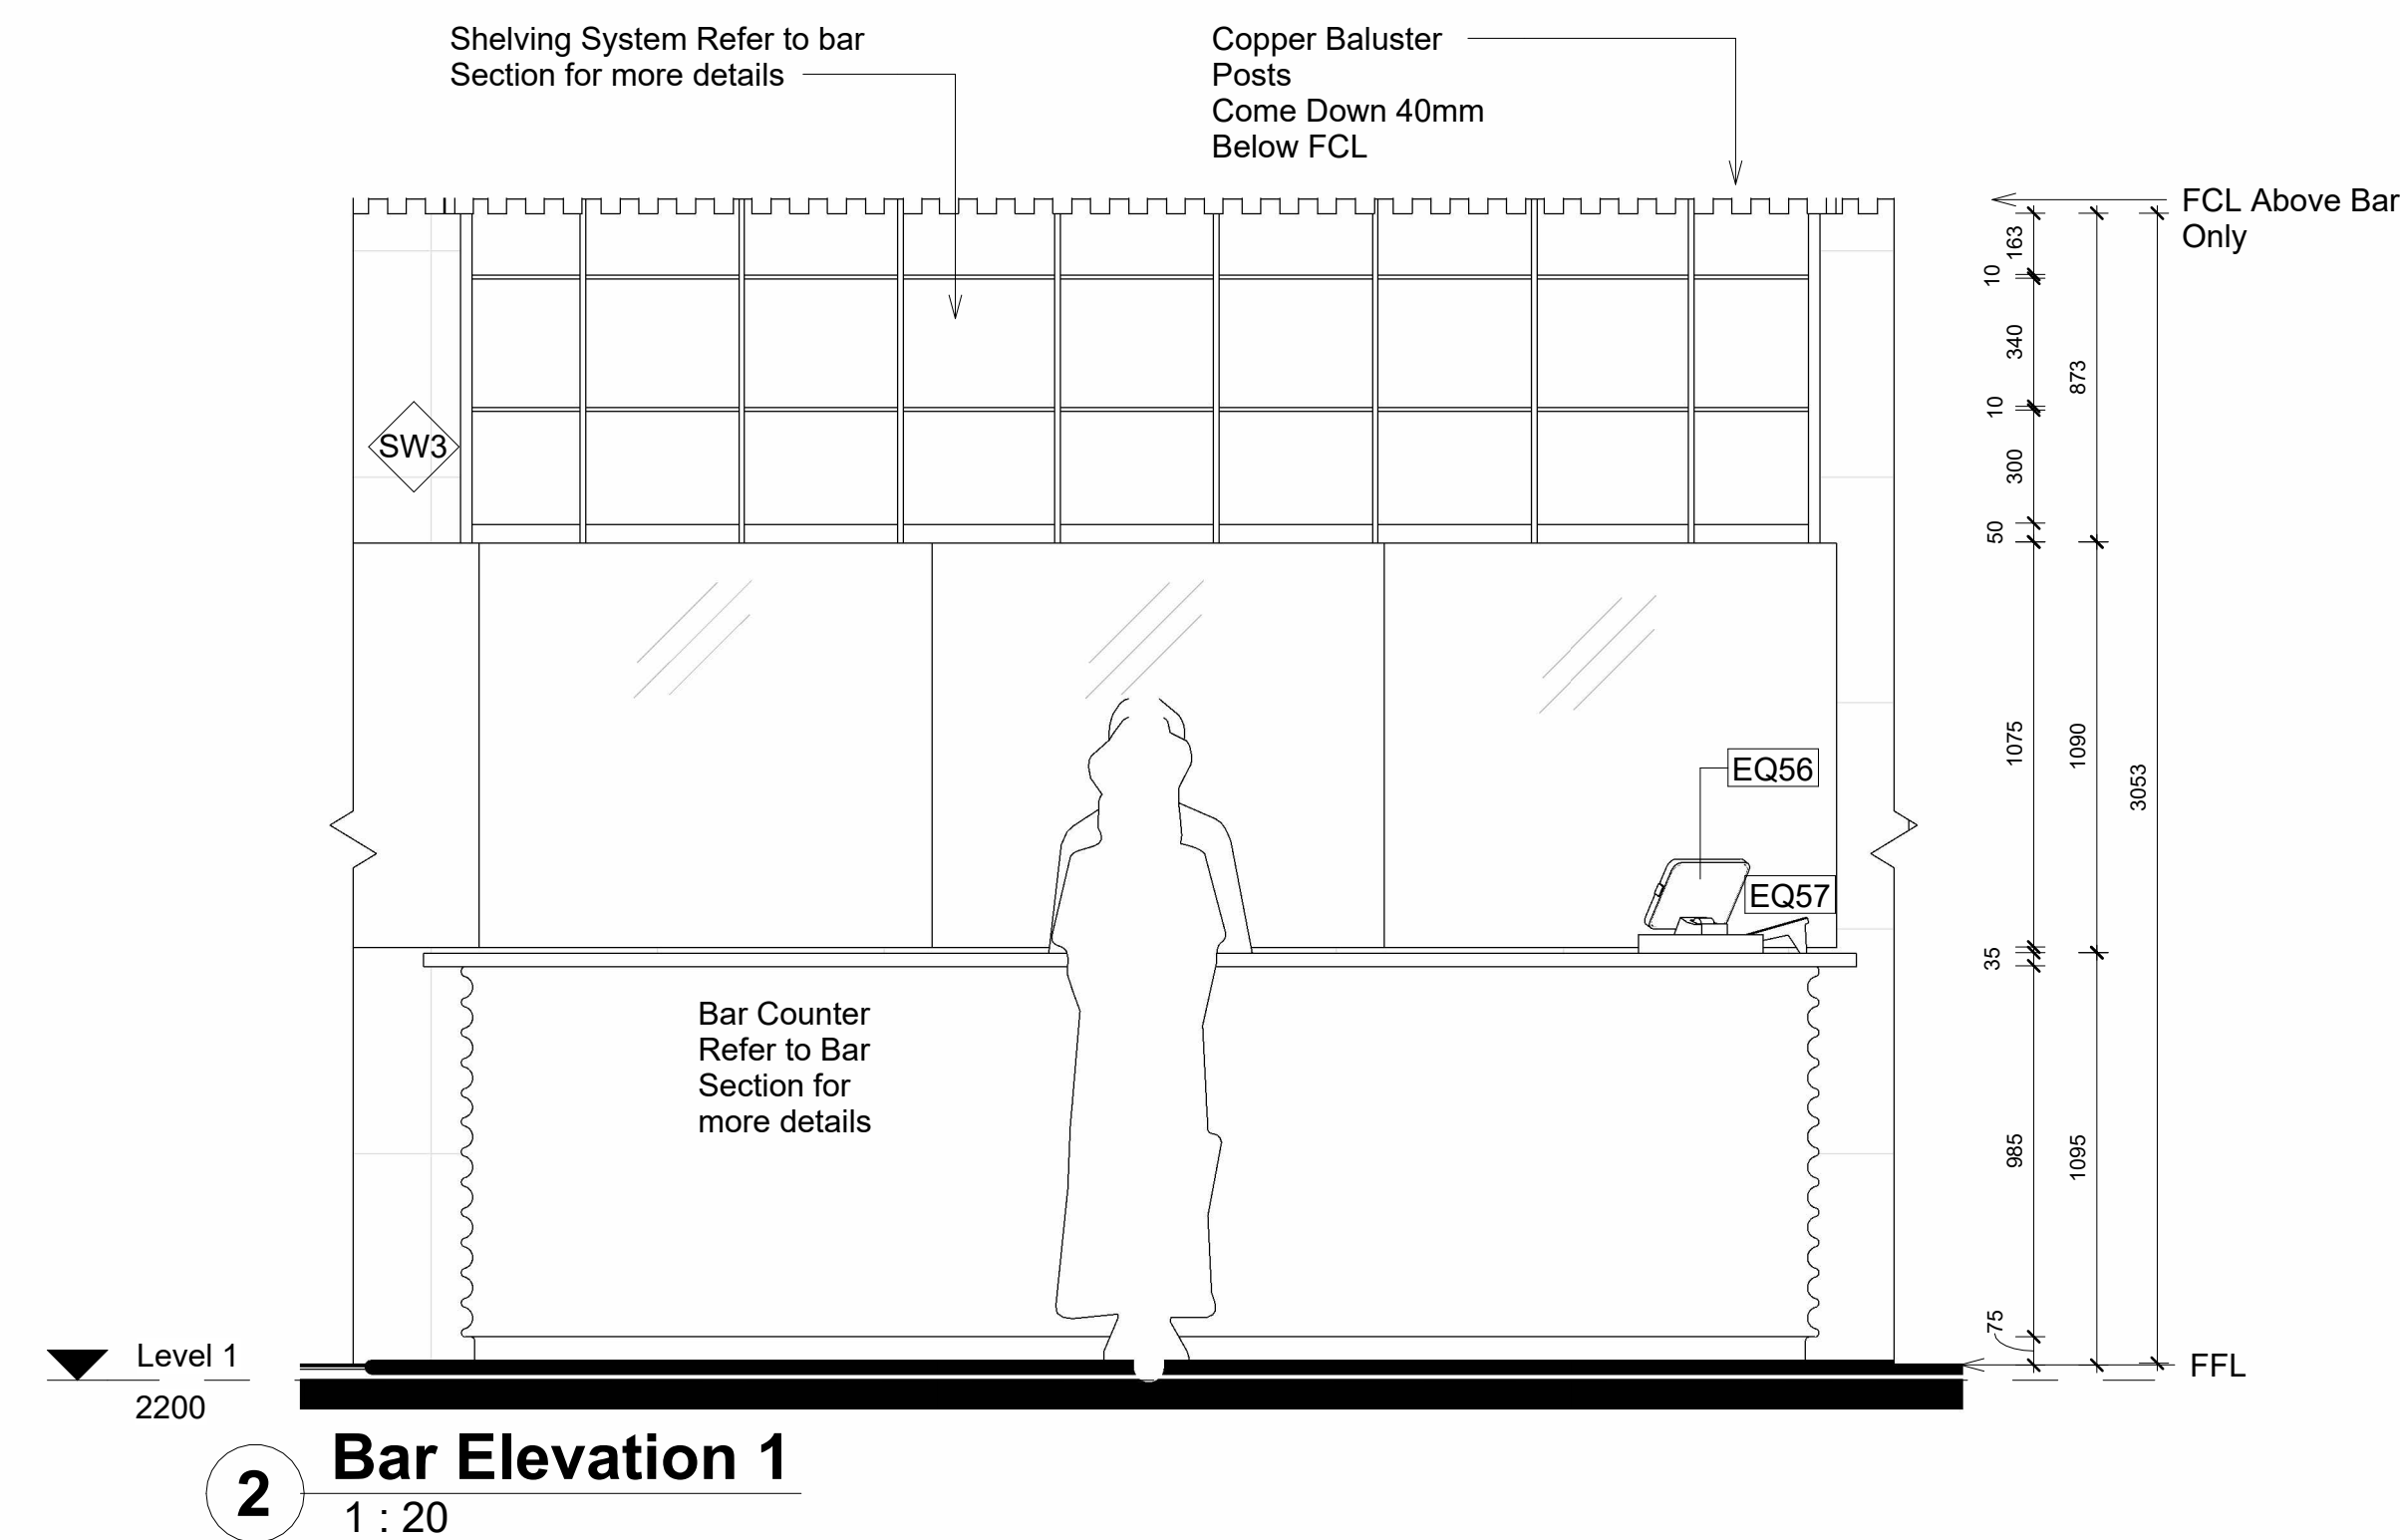 Shelving System Refer to bar
Section for more details
Copper Baluster
Posts
Come Down 40mm
Below FCL
FCL Above Bar
Only
163
10
340
10
300
50
873
SW3
1075
1090
3053
EQ56
EQ57
35
Bar Counter
Refer to Bar
Section for
more details
985
1095
75
Level 1
2200
FFL
2
Bar Elevation 1
1 : 20